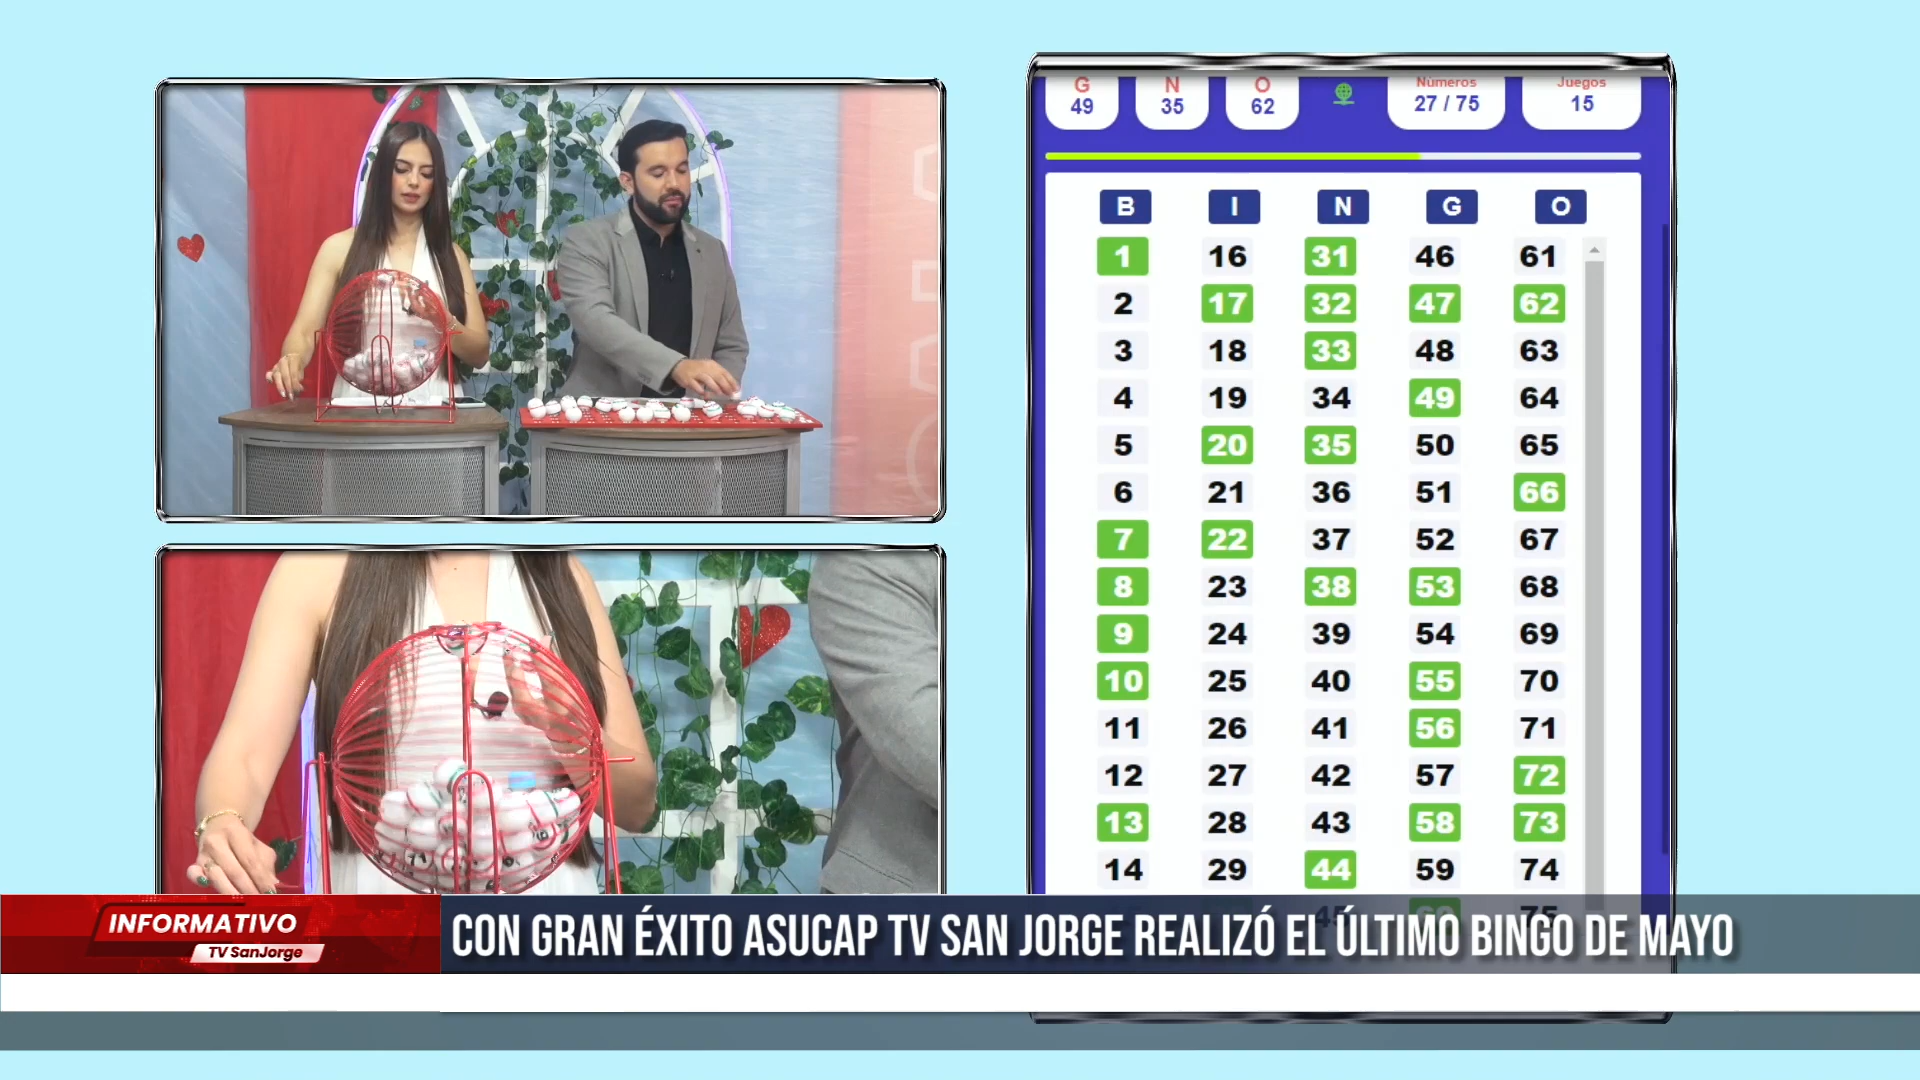 G N O Números Juegos
49 35 62 27 / 75 15
B I N G O
1 16 31 46 61
2 17 32 47 62
3 18 33 48 63
4 19 34 49 64
5 20 35 50 65
6 21 36 51 66
7 22 37 52 67
8 23 38 53 68
9 24 39 54 69
10 25 40 55 70
11 26 41 56 71
12 27 42 57 72
13 28 43 58 73
14 29 44 59 74
INFORMATIVO
TV SanJorge
CON GRAN ÉXITO ASUCAP TV SAN JORGE REALIZÓ EL ÚLTIMO BINGO DE MAYO